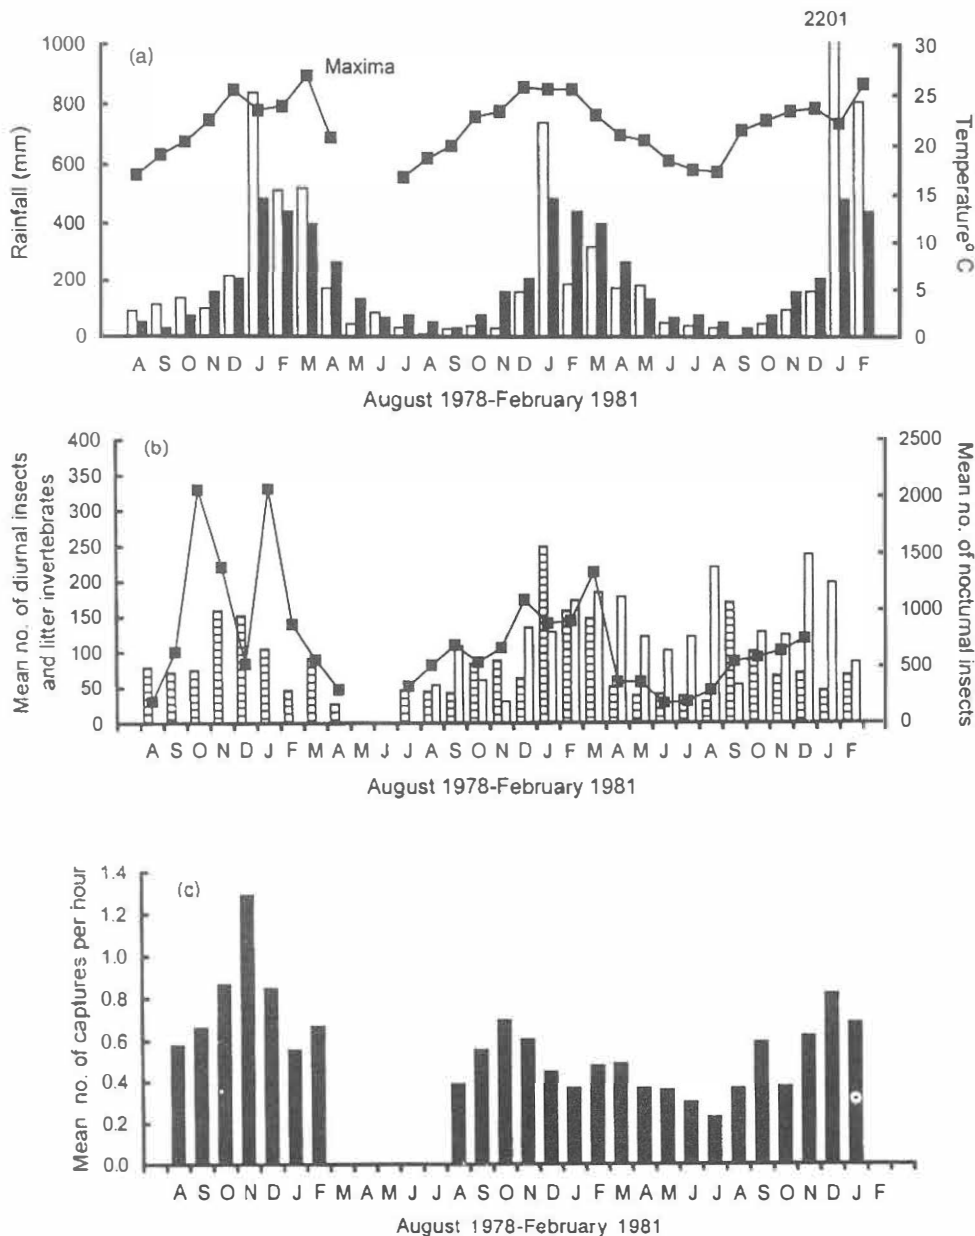 2201
(a)
Maxima
1000
800
600
400
200
0
Rainfall (mm)
30
25
20
15
10
5
0
Temperature° C
A S O N D J F M A M J J A S O N D J F M A M J J A S O N D J F
August 1978-February 1981
(b)
400
350
300
250
200
150
100
50
0
Mean no. of diurnal insects
and litter invertebrates
2500
2000
1500
1000
500
0
Mean no. of nocturnal insects
A S O N D J F M A M J J A S O N D J F M A M J J A S O N D J F
August 1978-February 1981
(c)
1.4
1.2
1.0
0.8
0.6
0.4
0.2
0.0
Mean no. of captures per hour
A S O N D J F M A M J J A S O N D J F M A M J J A S O N D J F
August 1978-February 1981